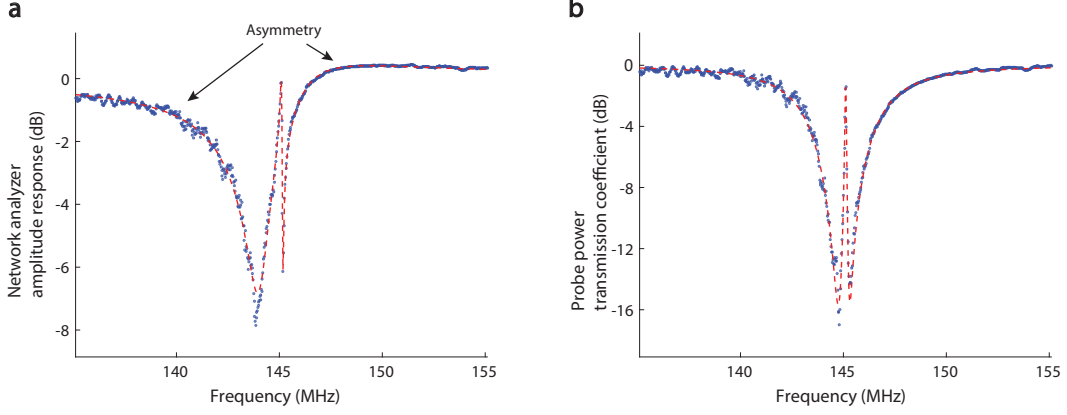 a
Asymmetry
0
-2
-4
-6
-8
140
145
150
155
Network analyzer
amplitude response (dB)
Frequency (MHz)
b
0
-4
-8
-12
-16
140
145
150
155
Probe power
transmission coefficient (dB)
Frequency (MHz)